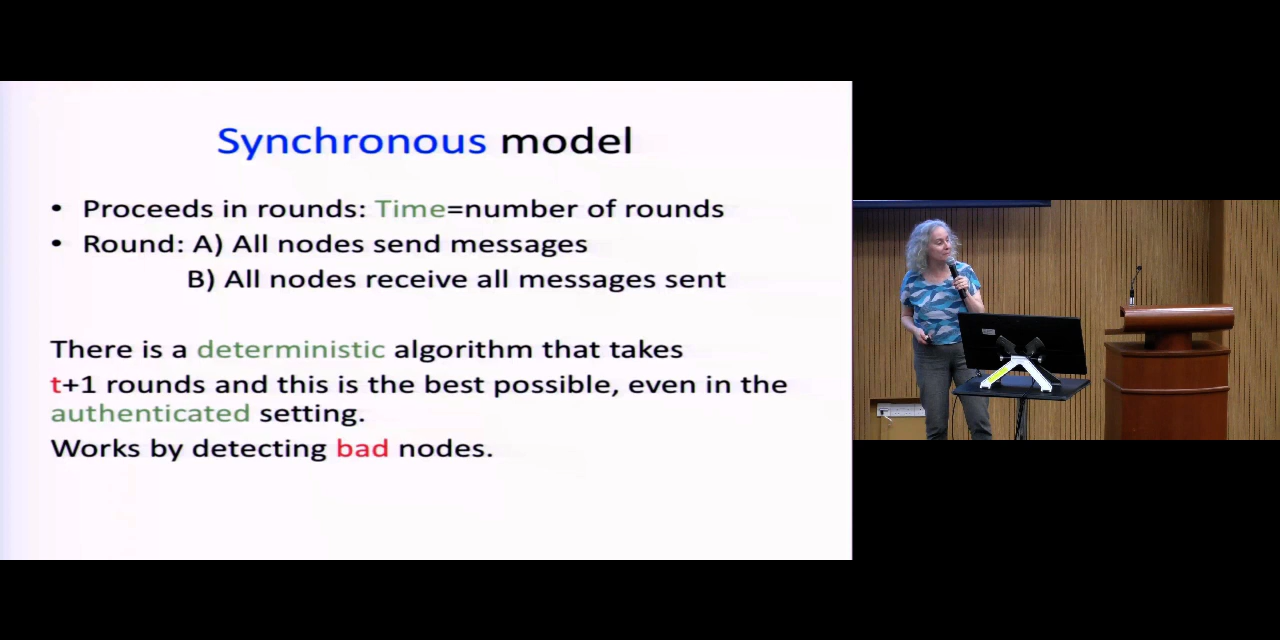 Synchronous model
• Proceeds in rounds: Time=number of rounds
• Round: A) All nodes send messages
B) All nodes receive all messages sent
There is a deterministic algorithm that takes
t+1 rounds and this is the best possible, even in the
authenticated setting.
Works by detecting bad nodes.